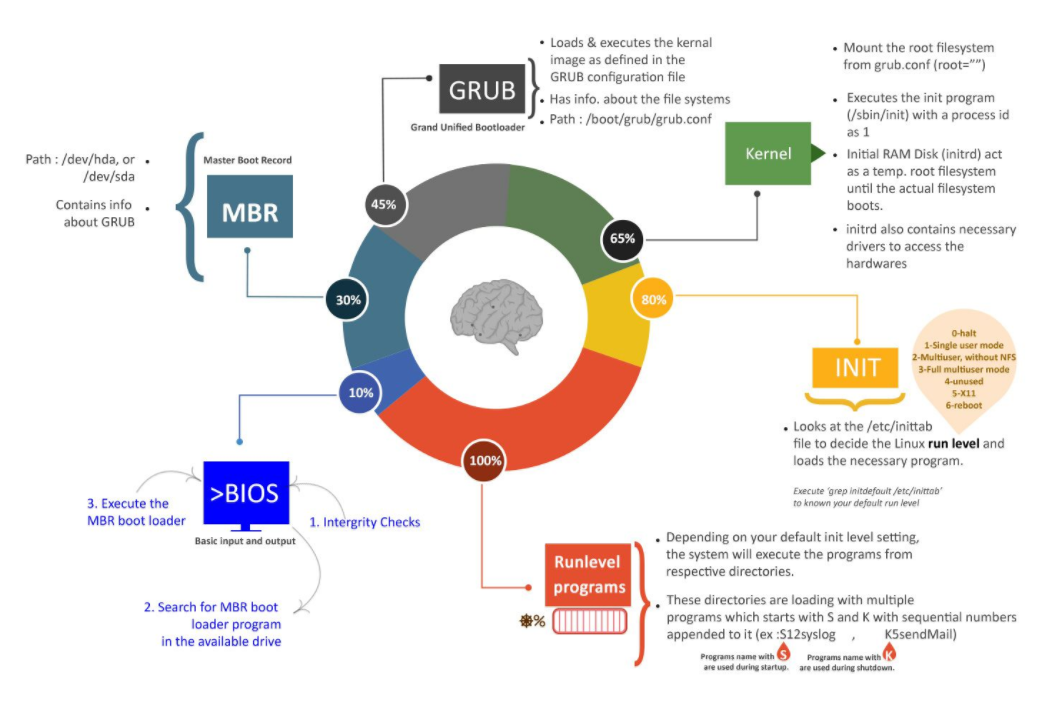 GRUB
Grand Unified Bootloader
• Loads & executes the kernal
image as defined in the
GRUB configuration file
• Has info. about the file systems
• Path : /boot/grub/grub.conf
Kernel
• Mount the root filesystem
from grub.conf (root=””)
• Executes the init program
(/sbin/init) with a process id
as 1
• Initial RAM Disk (initrd) act
as a temp. root filesystem
until the actual filesystem
boots.
• initrd also contains necessary
drivers to access the
hardwares
Path : /dev/hda, or •
/dev/sda
Contains info •
about GRUB
Master Boot Record
MBR
45%
65%
30%
80%
10%
100%
INIT
0-halt
1-Single user mode
2-Multiuser, without NFS
3-Full multiuser mode
4-unused
5-X11
6-reboot
• Looks at the /etc/inittab
file to decide the Linux run level and
loads the necessary program.
Execute ‘grep initdefault /etc/inittab’
to known your default run level
>BIOS
Basic input and output
1. Intergrity Checks
2. Search for MBR boot
loader program
in the available drive
3. Execute the
MBR boot loader
Runlevel
programs
%
• Depending on your default init level setting,
the system will execute the programs from
respective directories.
• These directories are loading with multiple
programs which starts with S and K with sequential numbers
appended to it (ex :S12syslog , K5sendMail)
Programs name with S
are used during startup.
Programs name with K
are used during shutdown.